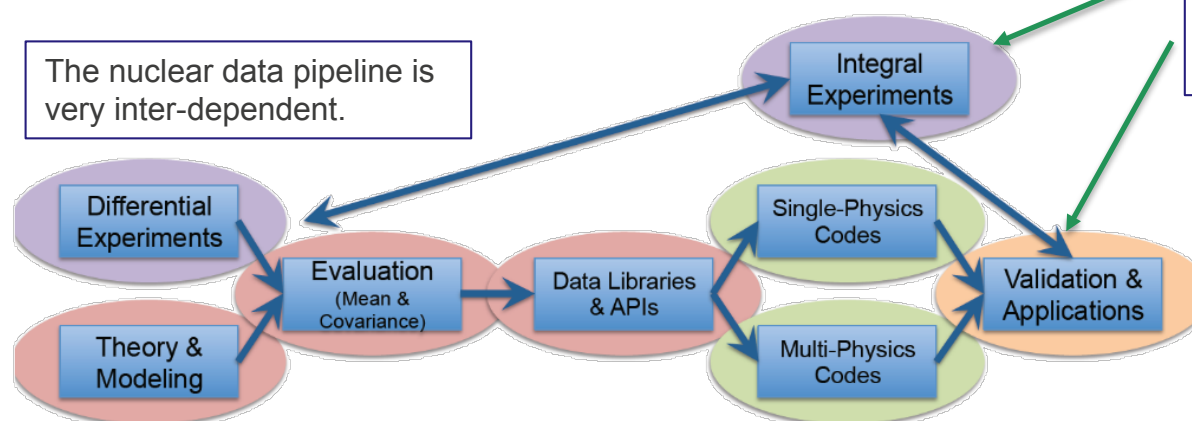 The nuclear data pipeline is
very inter-dependent.
Integral
Experiments
Differential
Experiments
Theory &
Modeling
Evaluation
(Mean &
Covariance)
Data Libraries
& APIs
Single-Physics
Codes
Multi-Physics
Codes
Validation &
Applications